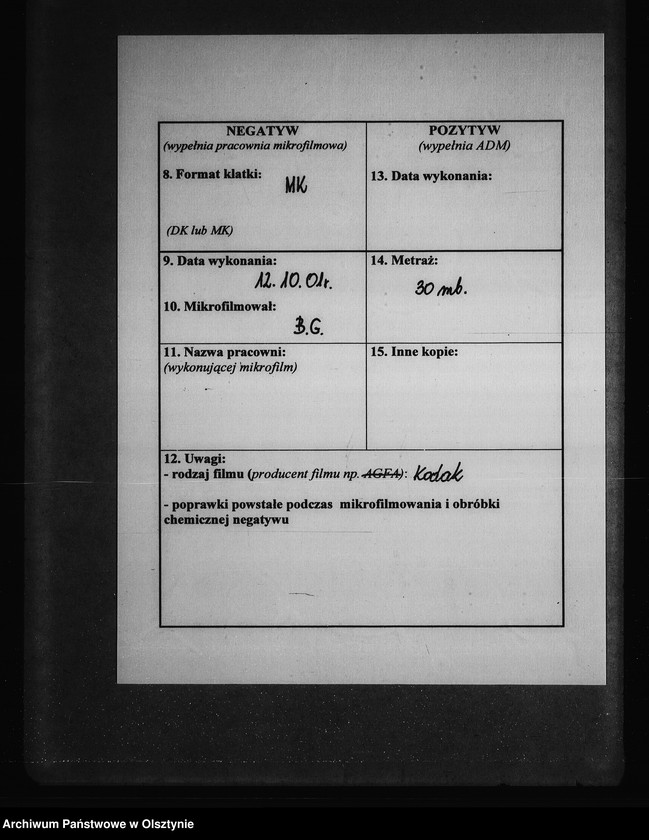 NEGATYW
(wypełnia pracownia mikrofilmowa)
8. Format klatki:
MK
(DK lub MK)
POZYTYW
(wypełnia ADM)
13. Data wykonania:
9. Data wykonania:
12.10.01r.
10. Mikrofilmował:
B.G.
14. Metraż:
30 mb.
11. Nazwa pracowni:
(wykonującej mikrofilm)
15. Inne kopie:
12. Uwagi:
- rodzaj filmu (producent filmu np. AGFA): Kodak
- poprawki powstałe podczas mikrofilmowania i obróbki
chemicznej negatywu
Archiwum Państwowe w Olsztynie